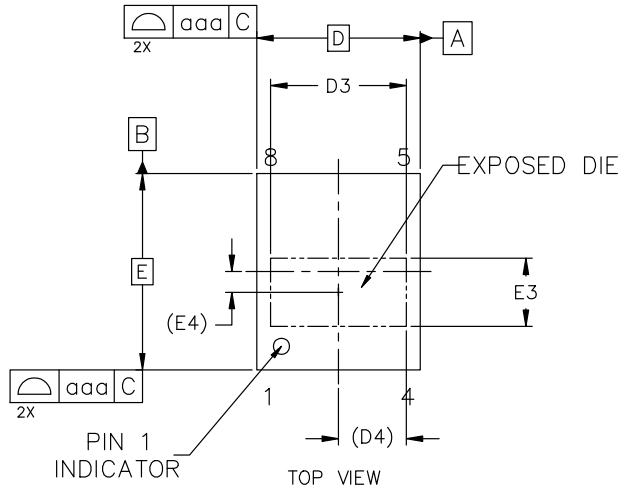 aaa C
2X
D
A
D3
B
8 5
EXPOSED DIE
E
E3
(E4)
aaa C
2X
1 4
PIN 1
INDICATOR
(D4)
TOP VIEW